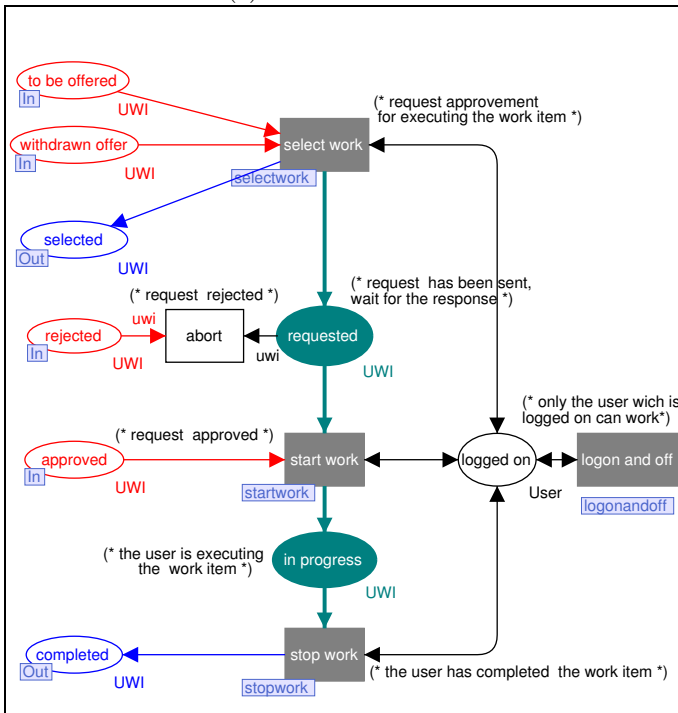 to be offered
In
UWI
(* request approvement
for executing the work item *)
withdrawn offer
In
UWI
select work
selectwork
selected
Out
UWI
(* request has been sent,
wait for the response *)
(* request rejected *)
uwi
rejected
In
UWI
abort
uwi
requested
UWI
(* only the user wich is
logged on can work*)
(* request approved *)
approved
In
UWI
start work
startwork
logged on
User
logon and off
logonandoff
(* the user is executing
the work item *)
in progress
UWI
completed
Out
UWI
stop work
stopwork
(* the user has completed the work item *)